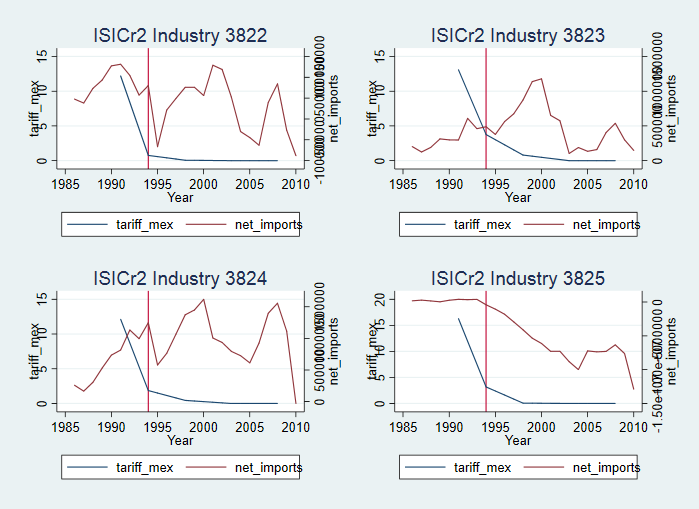 ISICr2 Industry 3822
tariff_mex
0 5 10 15
net_imports
1985 1990 1995 2000 2005 2010
Year
tariff_mex net_imports
ISICr2 Industry 3823
tariff_mex
0 5 10 15
net_imports
0
1985 1990 1995 2000 2005 2010
Year
tariff_mex net_imports
ISICr2 Industry 3824
tariff_mex
0 5 10 15
net_imports
0
1985 1990 1995 2000 2005 2010
Year
tariff_mex net_imports
ISICr2 Industry 3825
tariff_mex
0 5 10 15 20
net_imports
0
1985 1990 1995 2000 2005 2010
Year
tariff_mex net_imports